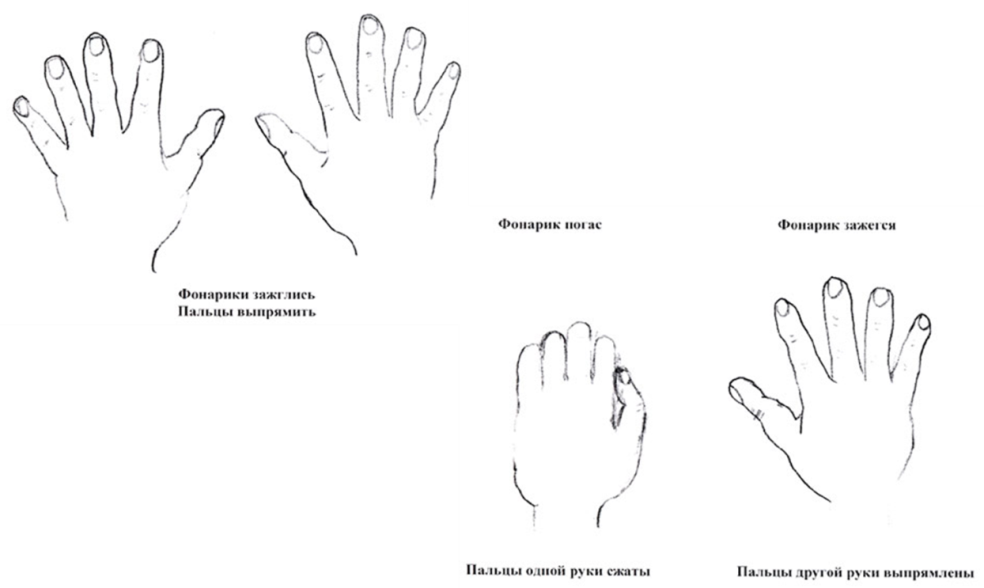 Фонарик погас
Фонарик зажегся
Фонарики зажглись
Пальцы выпрямить
Пальцы одной руки сжаты
Пальцы другой руки выпрямлены